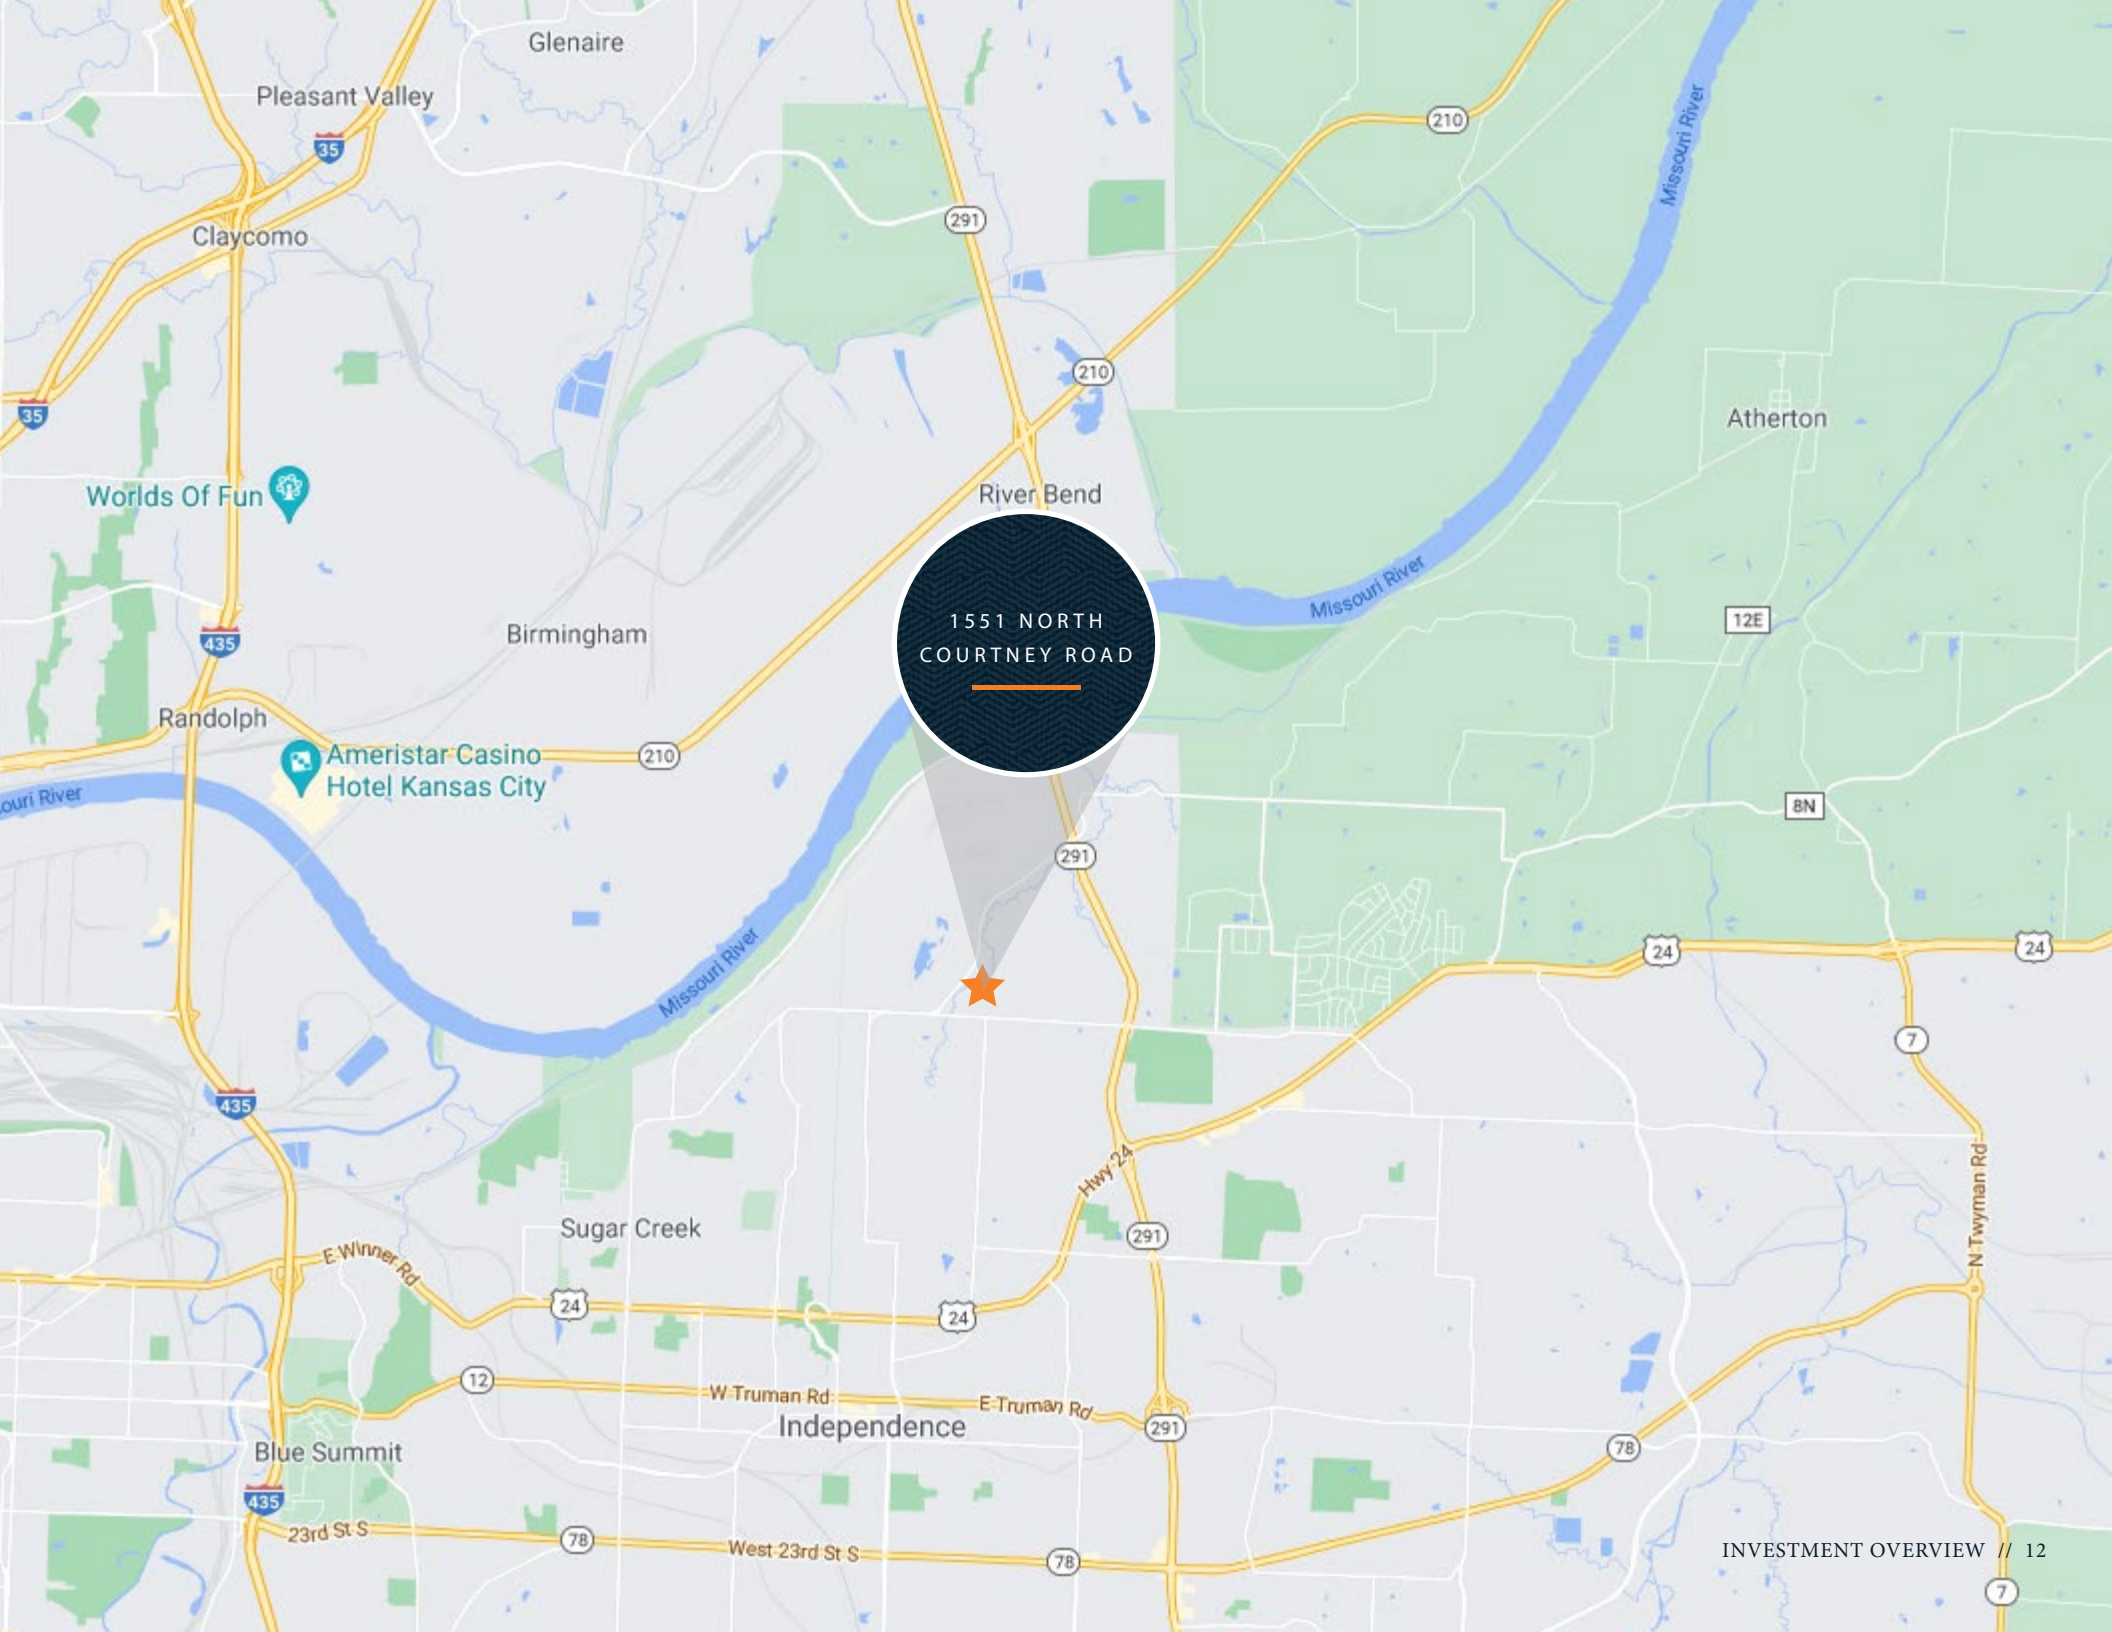 Glenaire
Pleasant Valley
35
210
Missouri River
291
Claycomo
210
35
Atherton
Worlds Of Fun
River Bend
Missouri River
1551 NORTH
COURTNEY ROAD
12E
435
Birmingham
Randolph
Ameristar Casino
Hotel Kansas City
210
ouri River
8N
291
Missouri River
24
24
7
435
Hwy 24
N Twyman Rd
Sugar Creek
291
E Winner Rd
24
24
12
W Truman Rd
E Truman Rd
Independence
291
Blue Summit
78
435
23rd St S
78
West 23rd St S
78
INVESTMENT OVERVIEW // 12
7